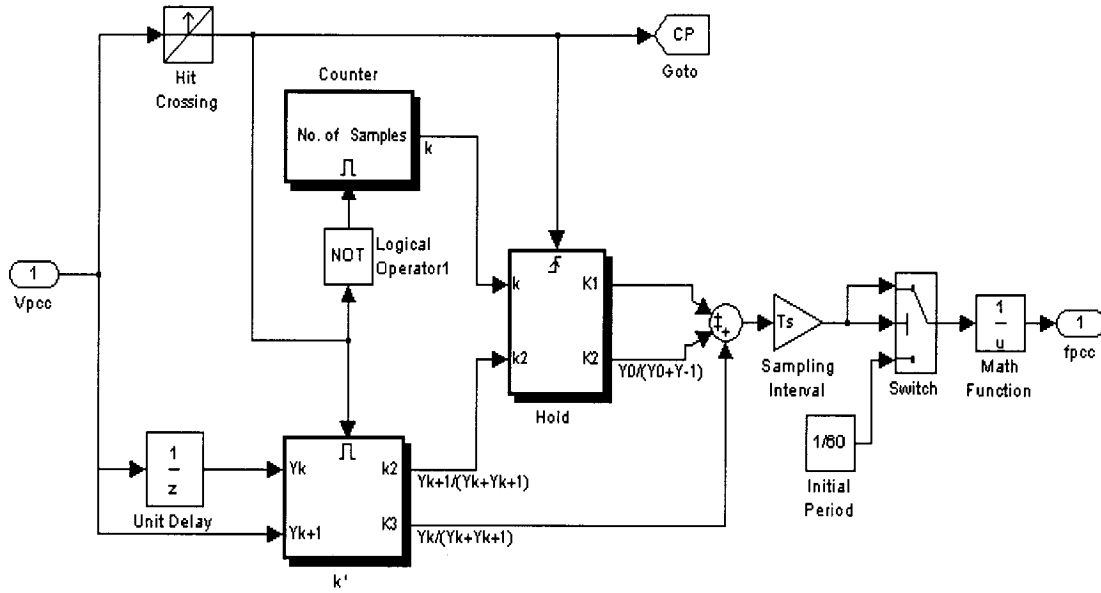 CP
Goto
Hit
Crossing
Counter
No. of Samples
k
NOT
Logical
Operator1
1
Vpcc
k
K1
k2
K2
Hold
Y0/(Y0+Y-1)
Ts
Sampling
Interval
Switch
1
u
Math
Function
1
fpcc
1/60
Initial
Period
1
z
Unit Delay
Yk
k2
Yk+1
K3
k'
Yk+1/(Yk+Yk+1)
Yk/(Yk+Yk+1)